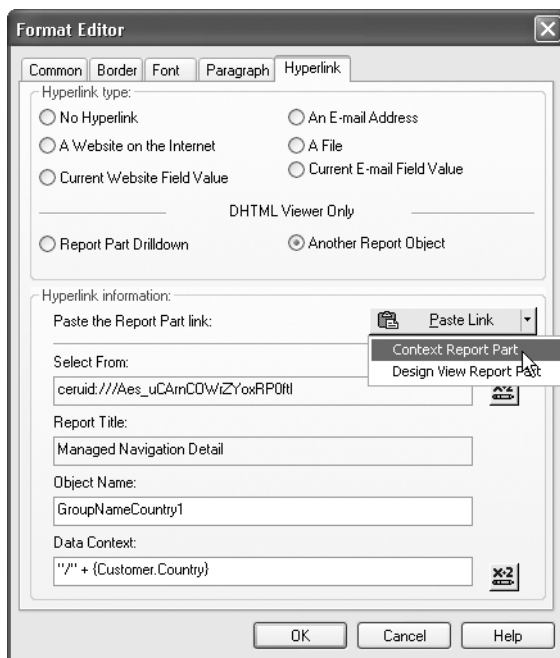 Format Editor
Common Border Font Paragraph Hyperlink
Hyperlink type:
No Hyperlink An E-mail Address
A Website on the Internet A File
Current Website Field Value Current E-mail Field Value
DHTML Viewer Only
Report Part Drilldown Another Report Object
Hyperlink information:
Paste the Report Part link: Paste Link
Context Report Part
Design View Report Part
Select From:
x+2
Report Title:
Managed Navigation Detail
Object Name:
GroupNameCountry1
Data Context:
"/" + {Customer.Country}
x+2
OK Cancel Help